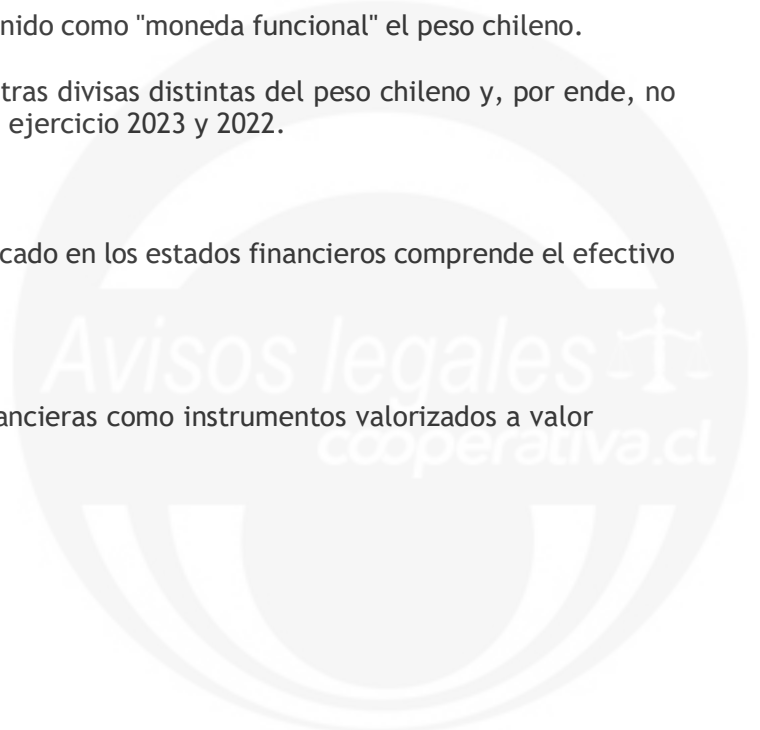 nido como "moneda funcional" el peso chileno.
tras divisas distintas del peso chileno y, por ende, no
ejercicio 2023 y 2022.
cado en los estados financieros comprende el efectivo
Avisos legales
ancieras como instrumentos valorizados a valor
cooperativa.cl